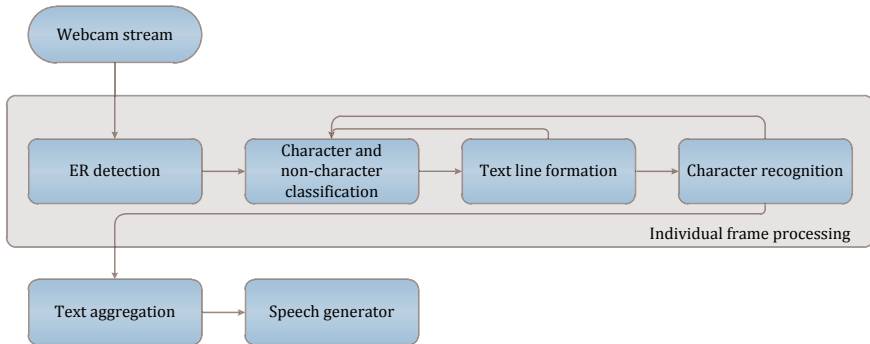 Webcam stream
ER detection
Character and
non-character
classification
Text line formation
Character recognition
Individual frame processing
Text aggregation
Speech generator